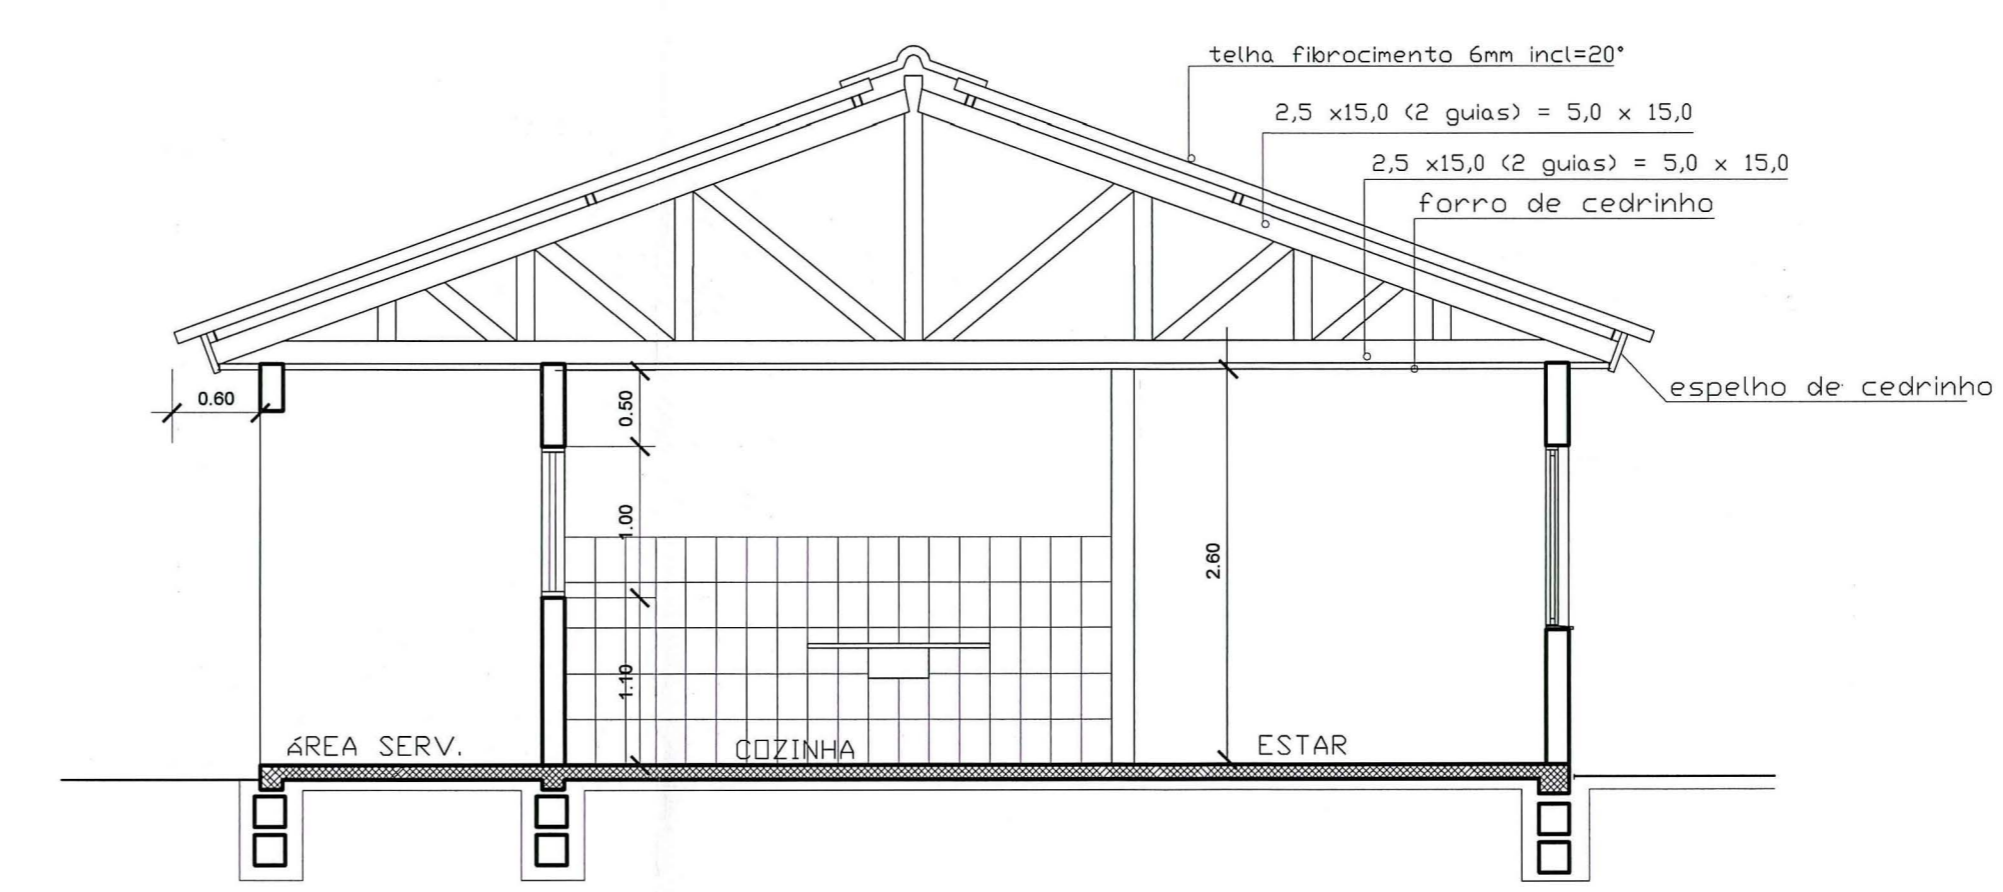 telha fibrocimento 6mm incl=20°
2,5 x15,0 (2 guias) = 5,0 x 15,0
2,5 x15,0 (2 guias) = 5,0 x 15,0
forro de cedrinho
espelho de cedrinho
0.60
0.50
1.00
2.60
1.10
ÁREA SERV.
COZINHA
ESTAR